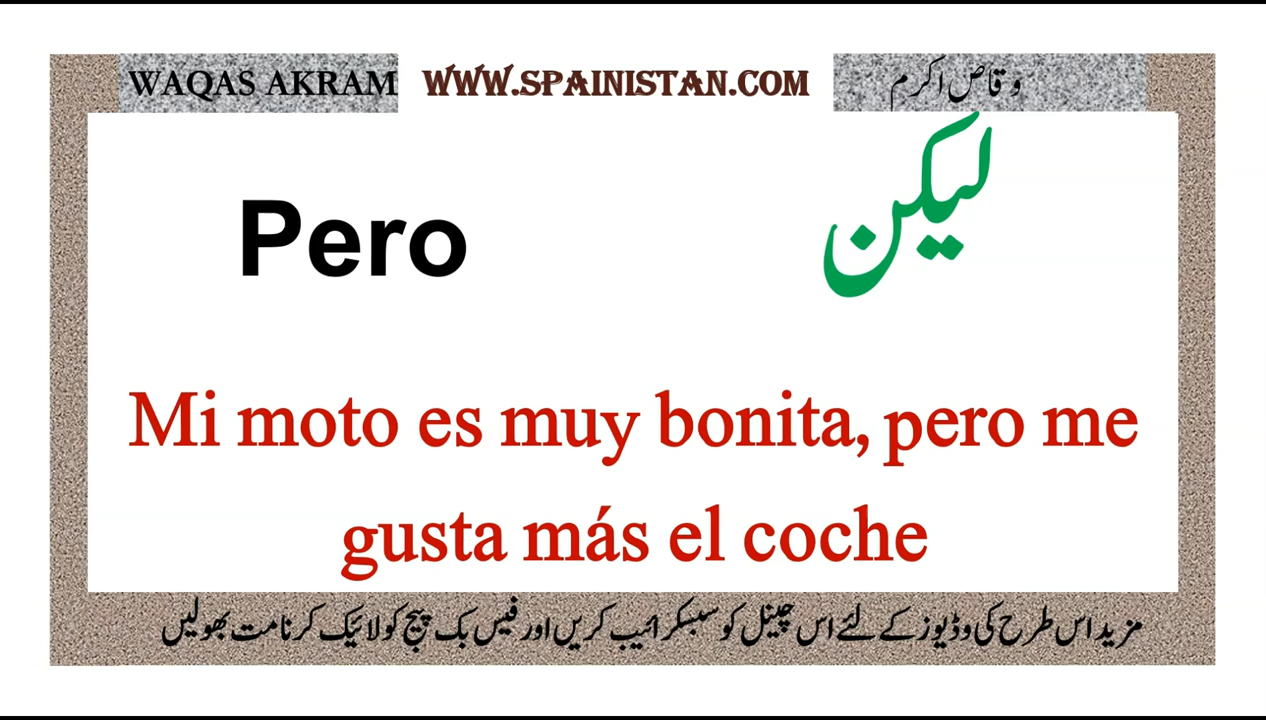 WAQAS AKRAM WWW.SPAINISTAN.COM وقاص اکرم
Pero لیکن
Mi moto es muy bonita, pero me
gusta más el coche
مزید اس طرح کی وڈیوز کے لئے اس چینل کو سبسکرائیب کریں اور فیس بک پیج کو لائیک کرنا مت بھولیں